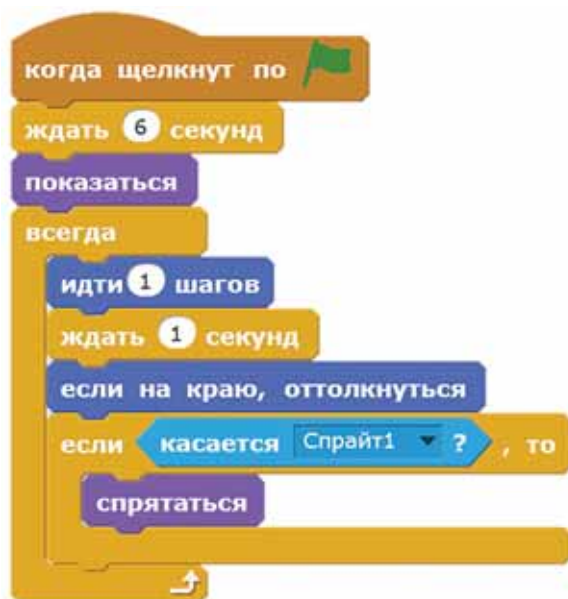 когда щелкнут по
ждать 6 секунд
показаться
всегда
идти 1 шагов
ждать 1 секунд
если на краю, оттолкнуться
если касается Спрайт1 ? , то
спрятаться